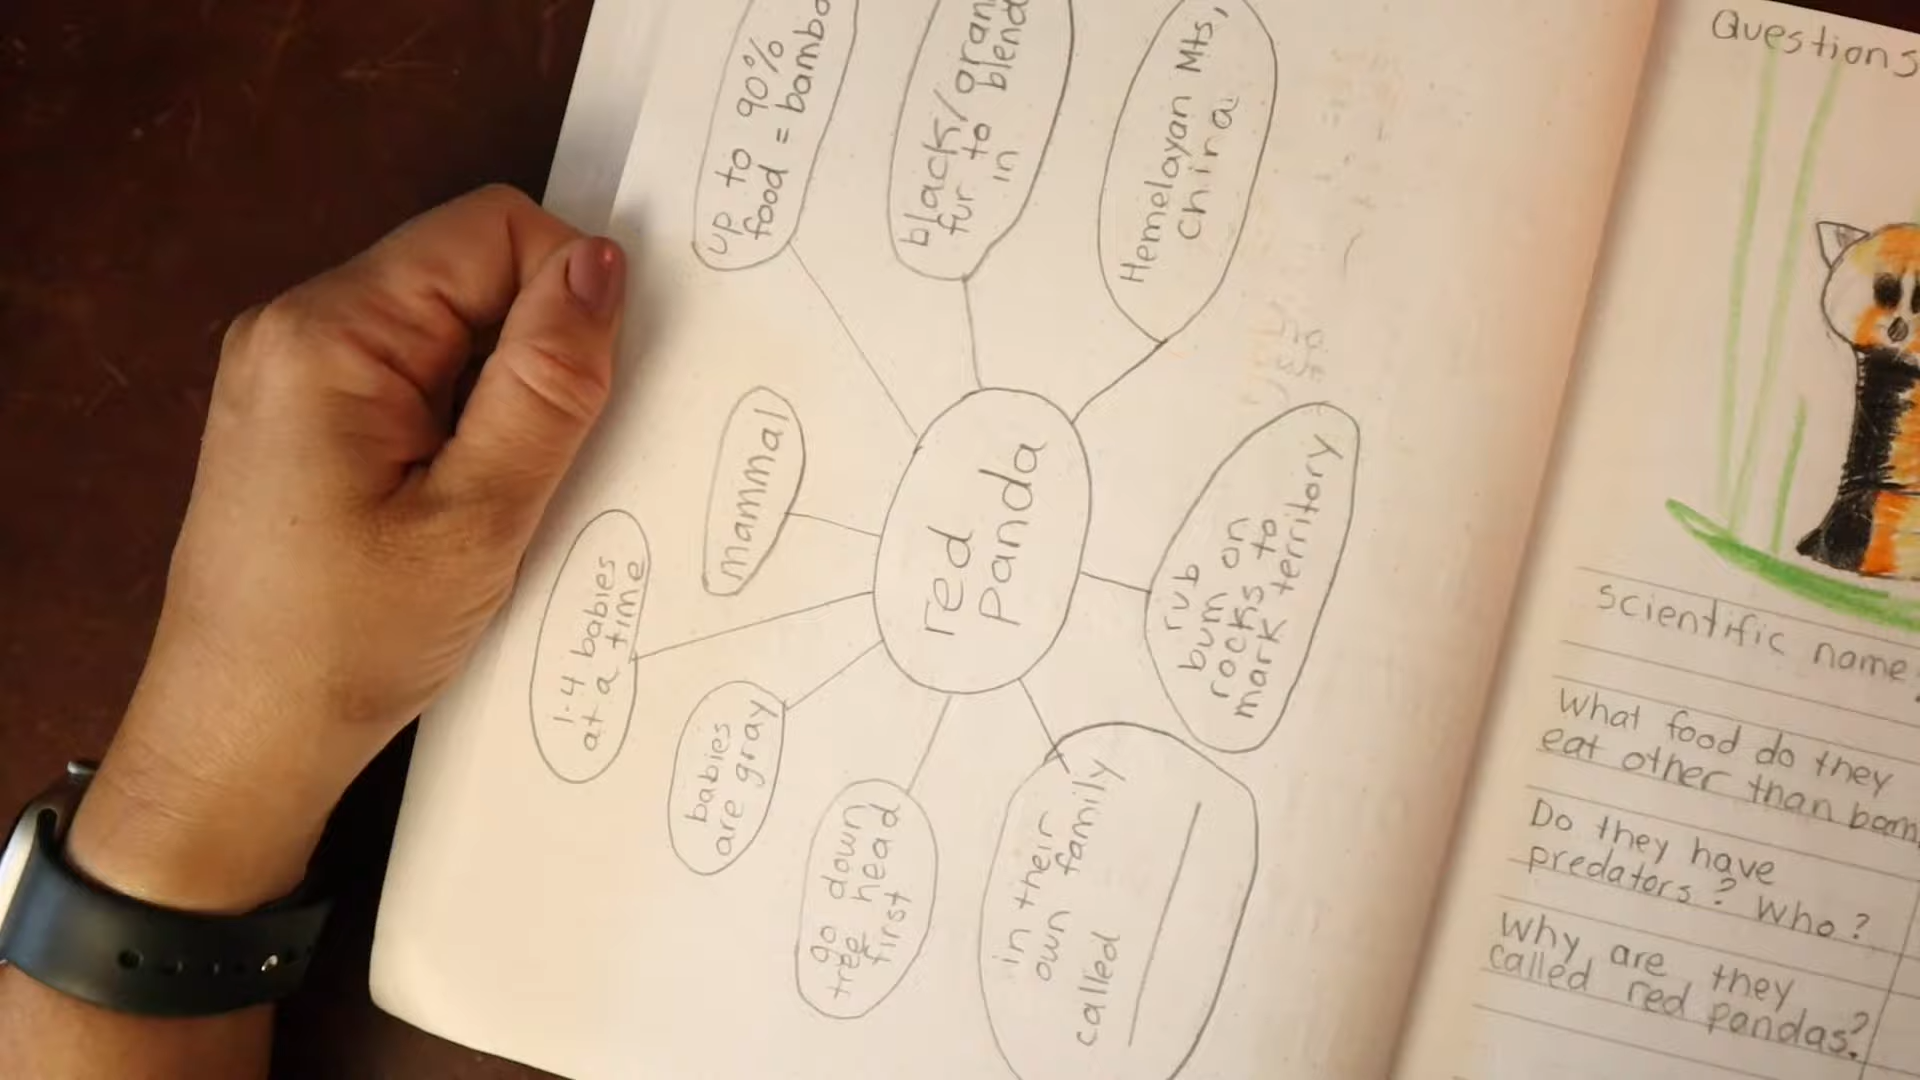 red
panda
up to 90%
food =
black/
fur to blend
in
Hemelayan Mts,
china
rub
bum on
rocks to
mark territory
in their
own family
called
go down
tree head
first
babies
are gray
1-4 babies
at a time
mammal
Questions
scientific name
What food do they
eat other than
Do they have
predators? Who?
Why are they
called red pandas?